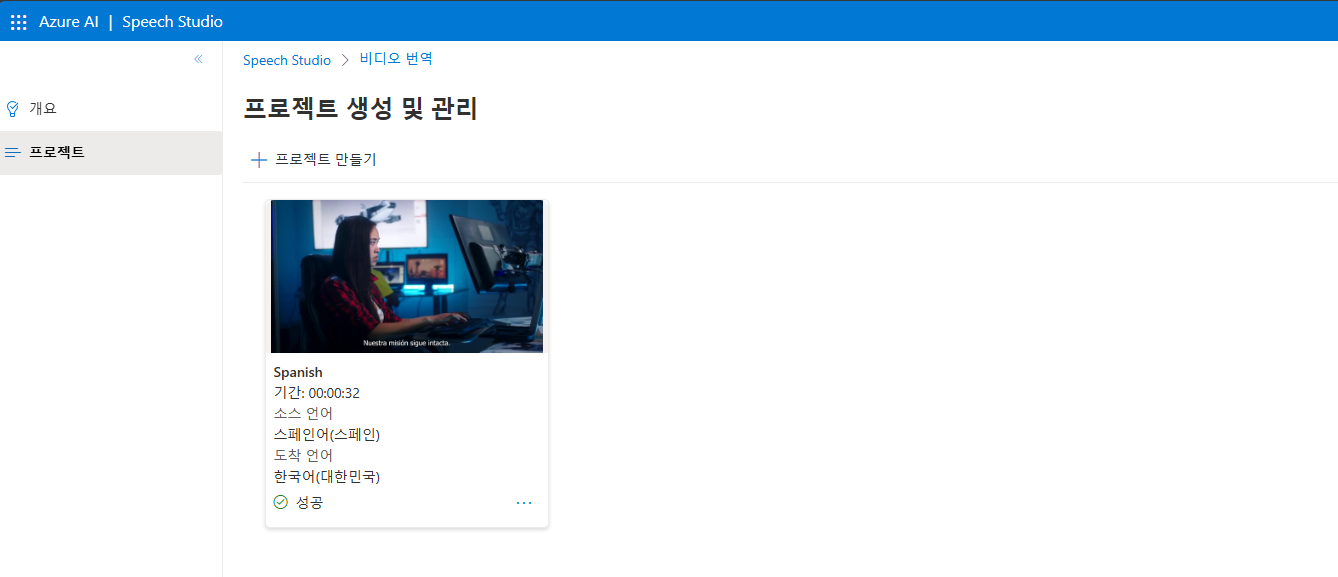 Azure AI | Speech Studio
Speech Studio > 비디오 번역
개요
프로젝트
프로젝트 생성 및 관리
프로젝트 만들기
Nuestra misión sigue intacta.
Spanish
기간: 00:00:32
소스 언어
스페인어(스페인)
도착 언어
한국어(대한민국)
성공